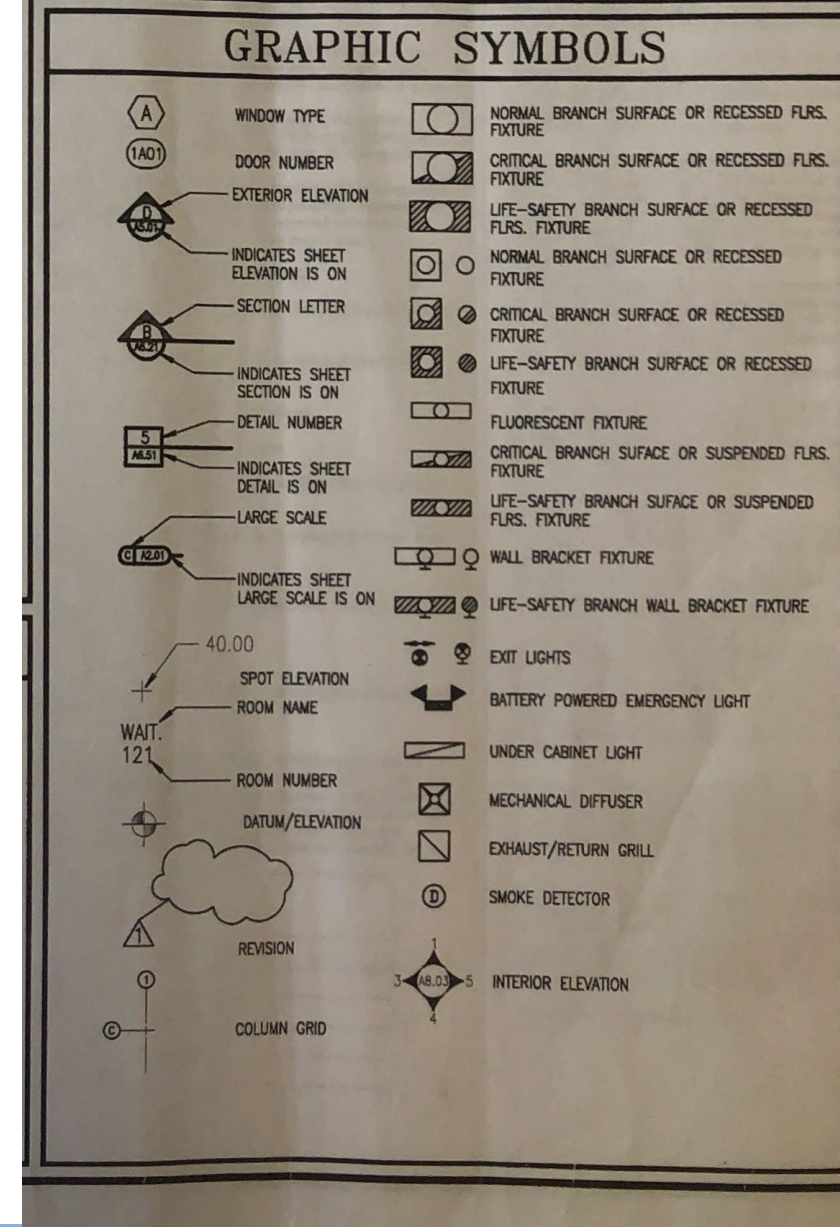 GRAPHIC SYMBOLS
A
WINDOW TYPE
1A01
DOOR NUMBER
EXTERIOR ELEVATION
D
A5.01
INDICATES SHEET
ELEVATION IS ON
SECTION LETTER
B
A6.21
INDICATES SHEET
SECTION IS ON
DETAIL NUMBER
5
A6.51
INDICATES SHEET
DETAIL IS ON
LARGE SCALE
C A2.01
INDICATES SHEET
LARGE SCALE IS ON
40.00
SPOT ELEVATION
ROOM NAME
WAIT.
121
ROOM NUMBER
DATUM/ELEVATION
1
REVISION
1
C
COLUMN GRID
NORMAL BRANCH SURFACE OR RECESSED FLRS.
FIXTURE
CRITICAL BRANCH SURFACE OR RECESSED FLRS.
FIXTURE
LIFE-SAFETY BRANCH SURFACE OR RECESSED
FLRS. FIXTURE
NORMAL BRANCH SURFACE OR RECESSED
FIXTURE
CRITICAL BRANCH SURFACE OR RECESSED
FIXTURE
LIFE-SAFETY BRANCH SURFACE OR RECESSED
FIXTURE
FLUORESCENT FIXTURE
CRITICAL BRANCH SUFACE OR SUSPENDED FLRS.
FIXTURE
LIFE-SAFETY BRANCH SUFACE OR SUSPENDED
FLRS. FIXTURE
WALL BRACKET FIXTURE
LIFE-SAFETY BRANCH WALL BRACKET FIXTURE
EXIT LIGHTS
BATTERY POWERED EMERGENCY LIGHT
UNDER CABINET LIGHT
MECHANICAL DIFFUSER
EXHAUST/RETURN GRILL
D
SMOKE DETECTOR
1
3 A8.03 5
4
INTERIOR ELEVATION